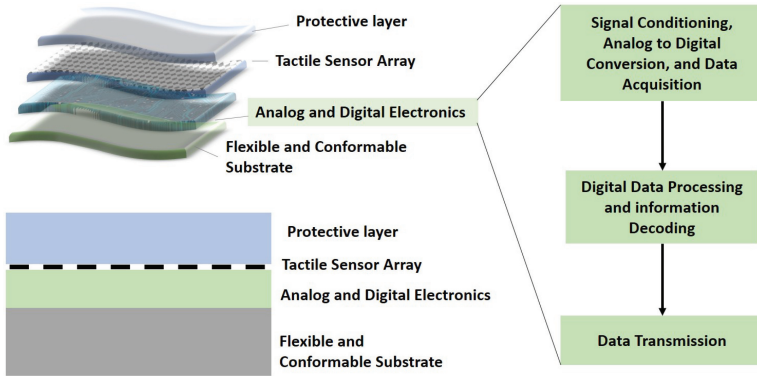 Protective layer
Tactile Sensor Array
Analog and Digital Electronics
Flexible and Conformable
Substrate
Protective layer
Tactile Sensor Array
Analog and Digital Electronics
Flexible and
Conformable Substrate
Signal Conditioning,
Analog to Digital
Conversion, and Data
Acquisition
Digital Data Processing
and information
Decoding
Data Transmission